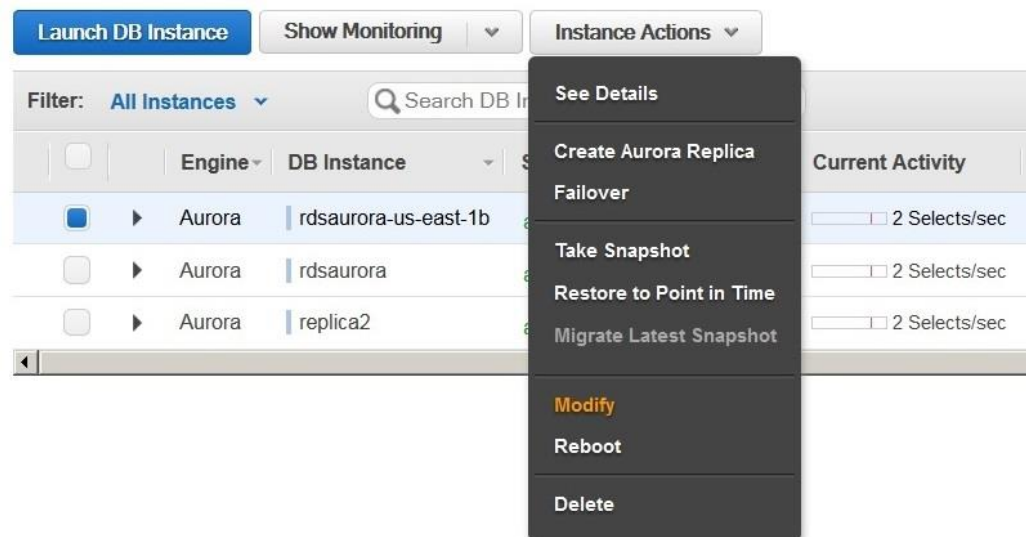 Launch DB Instance Show Monitoring Instance Actions
Filter: All Instances Search DB
See Details
Engine DB Instance Current Activity
Create Aurora Replica
Failover
Aurora rdsaurora-us-east-1b 2 Selects/sec
Take Snapshot
Aurora rdsaurora 2 Selects/sec
Restore to Point in Time
Aurora replica2 2 Selects/sec
Migrate Latest Snapshot
Modify
Reboot
Delete